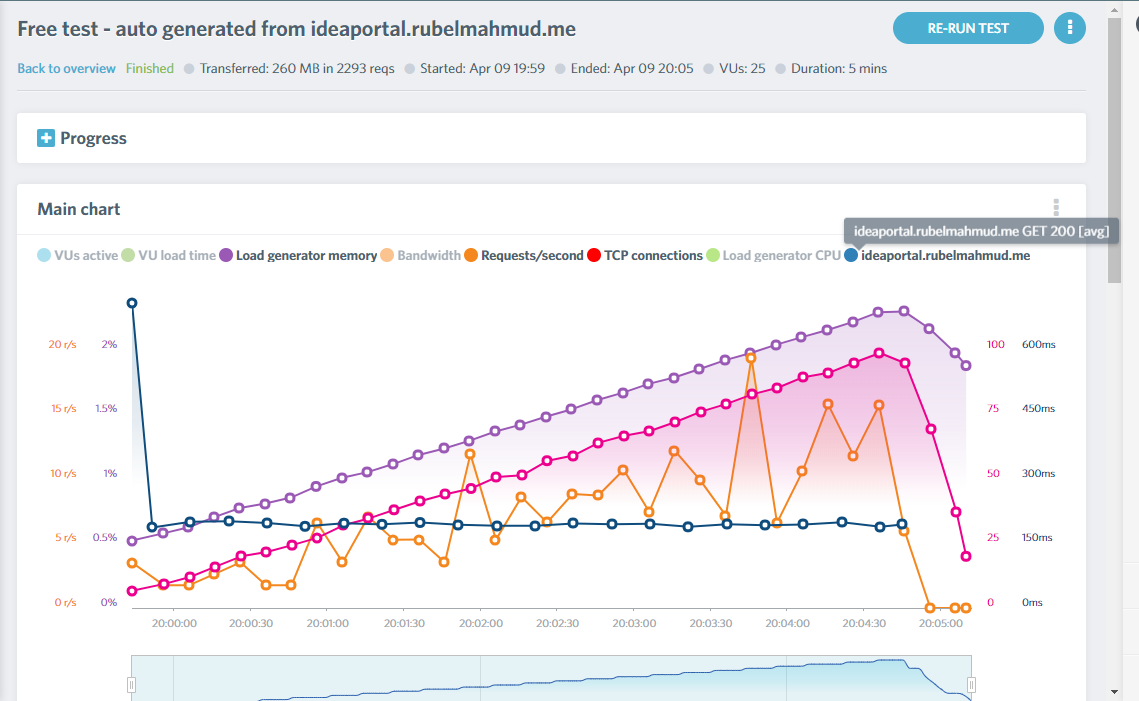 Free test - auto generated from ideaportal.rubelmahmud.me
RE-RUN TEST
Back to overview Finished Transferred: 260 MB in 2293 reqs Started: Apr 09 19:59 Ended: Apr 09 20:05 VUs: 25 Duration: 5 mins
Progress
Main chart
ideaportal.rubelmahmud.me GET 200 [avg]
VUs active VU load time Load generator memory Bandwidth Requests/second TCP connections Load generator CPU ideaportal.rubelmahmud.me
20 r/s 2% 100 600ms
15 r/s 1.5% 75 450ms
10 r/s 1% 50 300ms
5 r/s 0.5% 25 150ms
0 r/s 0% 0 0ms
20:00:00 20:00:30 20:01:00 20:01:30 20:02:00 20:02:30 20:03:00 20:03:30 20:04:00 20:04:30 20:05:00